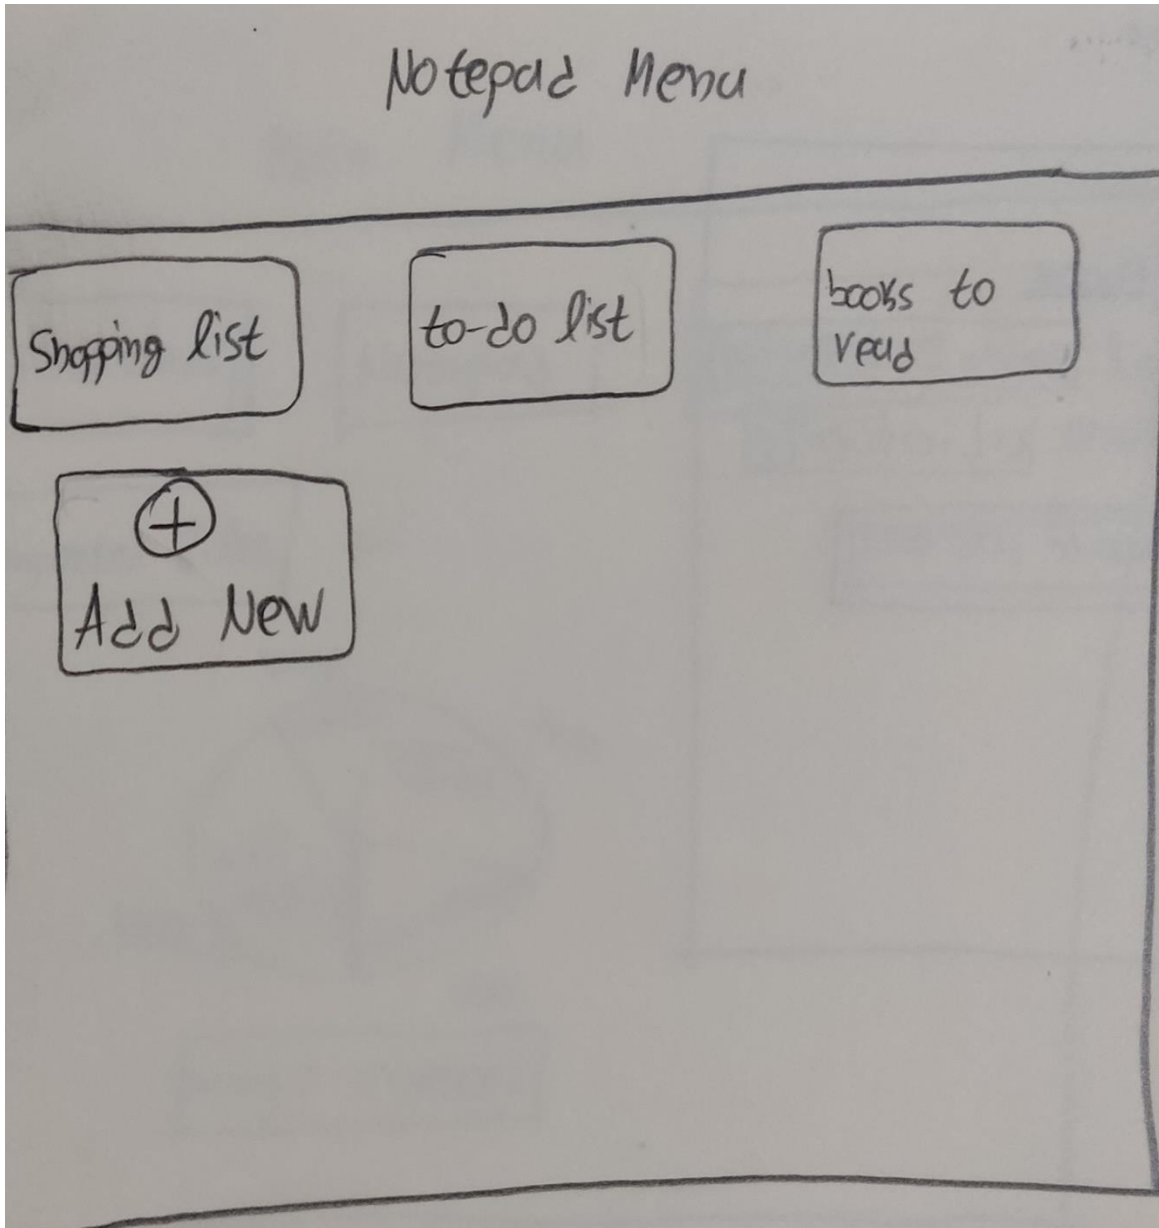 Notepad Menu
Shopping list
to-do list
books to
read
Add New